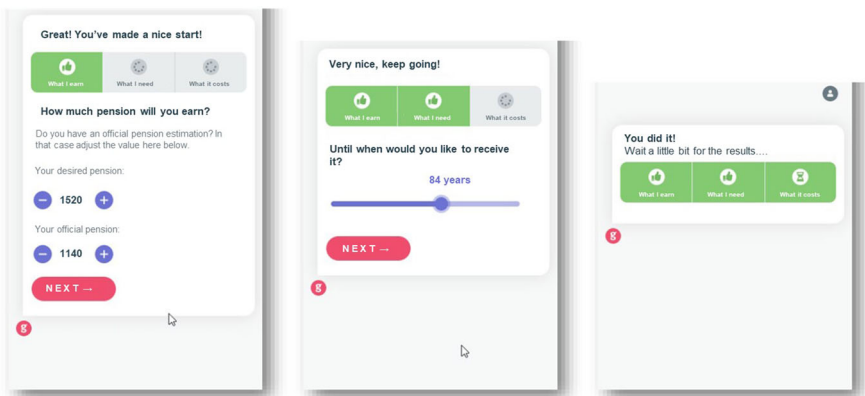 Great! You've made a nice start!
What I earn
What I need
What it costs
How much pension will you earn?
Do you have an official pension estimation? In
that case adjust the value here below.
Your desired pension:
1520
Your official pension:
1140
NEXT→
g
Very nice, keep going!
What I earn
What I need
What it costs
Until when would you like to receive
it?
84 years
NEXT→
g
You did it!
Wait a little bit for the results....
What I earn
What I need
What it costs
g